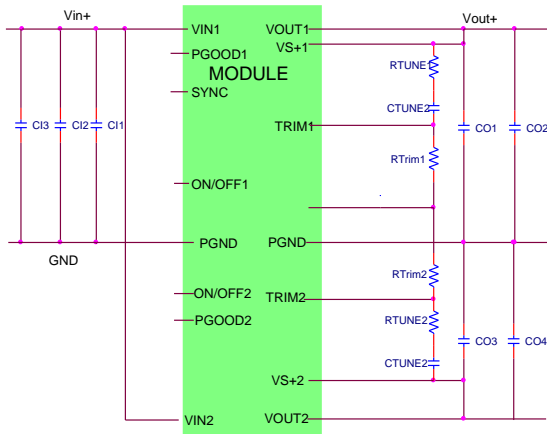 Vin+
Vout+
VIN1
VOUT1
VS+1
PGOOD1
RTUNE1
MODULE
SYNC
CTUNE2
CI3
CI2
CI1
TRIM1
CO1
CO2
RTrim1
ON/OFF1
PGND
PGND
GND
RTrim2
ON/OFF2
TRIM2
PGOOD2
RTUNE2
CO3
CO4
CTUNE2
VS+2
VIN2
VOUT2